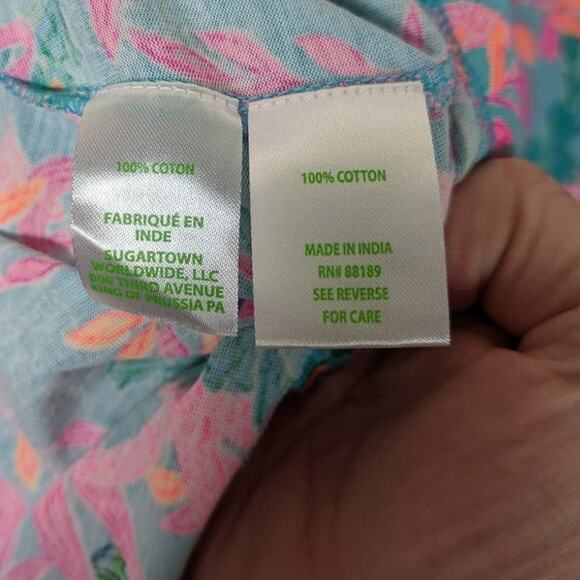 100% COTON
FABRIQUÉ EN
INDE
SUGARTOWN
WORLDWIDE, LLC
800 THIRD AVENUE
KING OF PRUSSIA PA
100% COTTON
MADE IN INDIA
RN# 88189
SEE REVERSE
FOR CARE